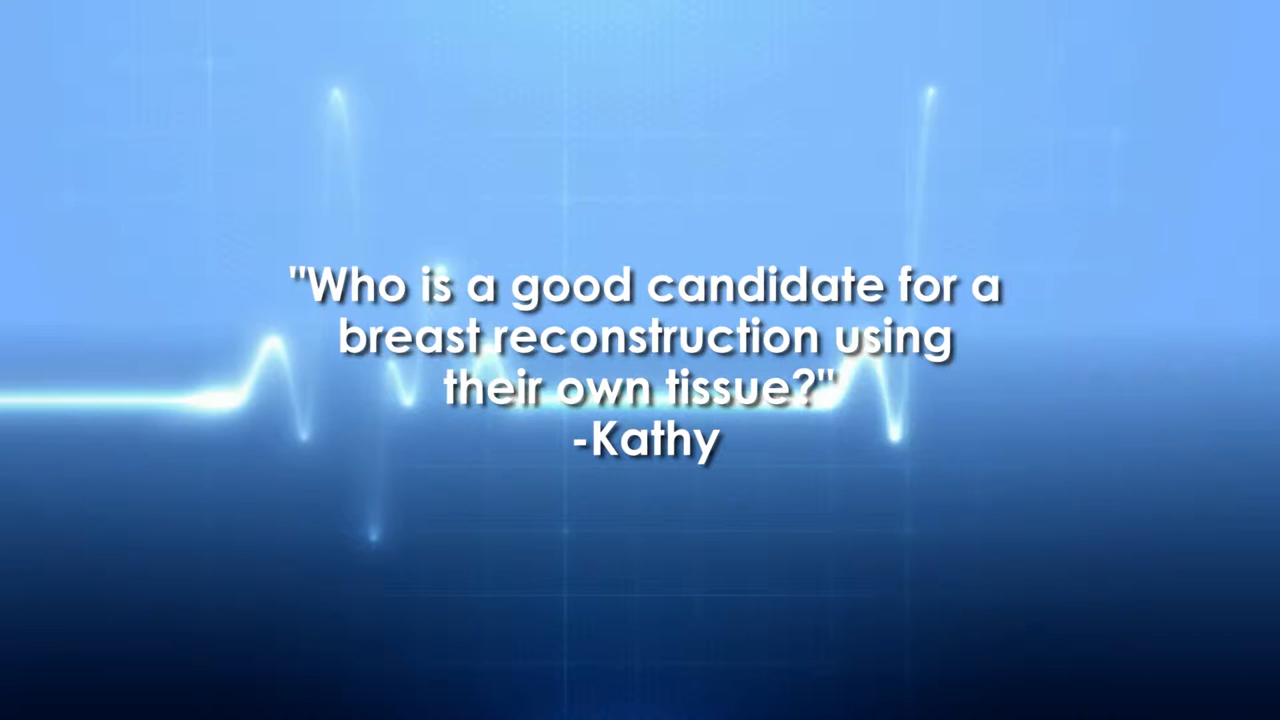 "Who is a good candidate for a
breast reconstruction using
their own tissue?"
-Kathy